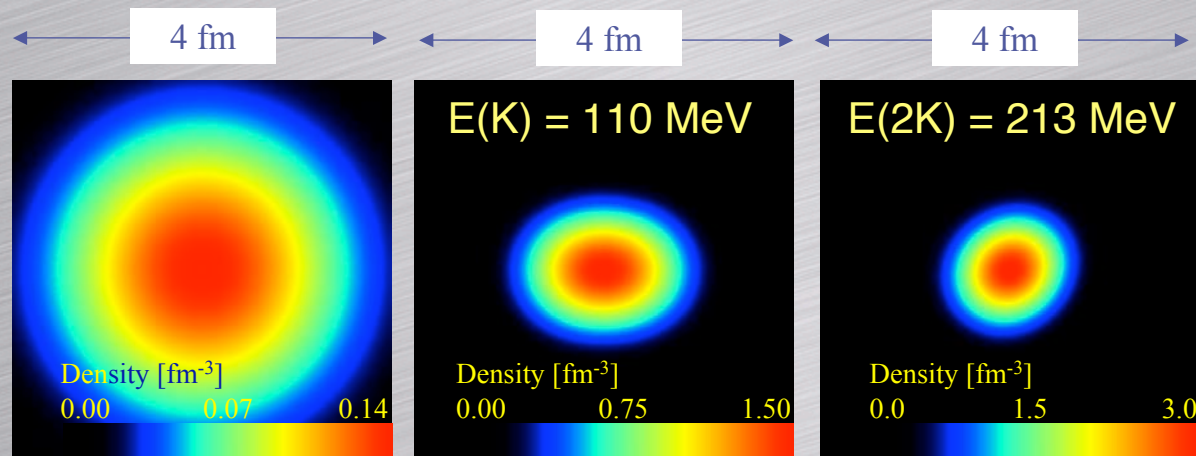 4 fm
4 fm
4 fm
Density [fm⁻³]
0.00 0.07 0.14
E(K) = 110 MeV
Density [fm⁻³]
0.00 0.75 1.50
E(2K) = 213 MeV
Density [fm⁻³]
0.0 1.5 3.0